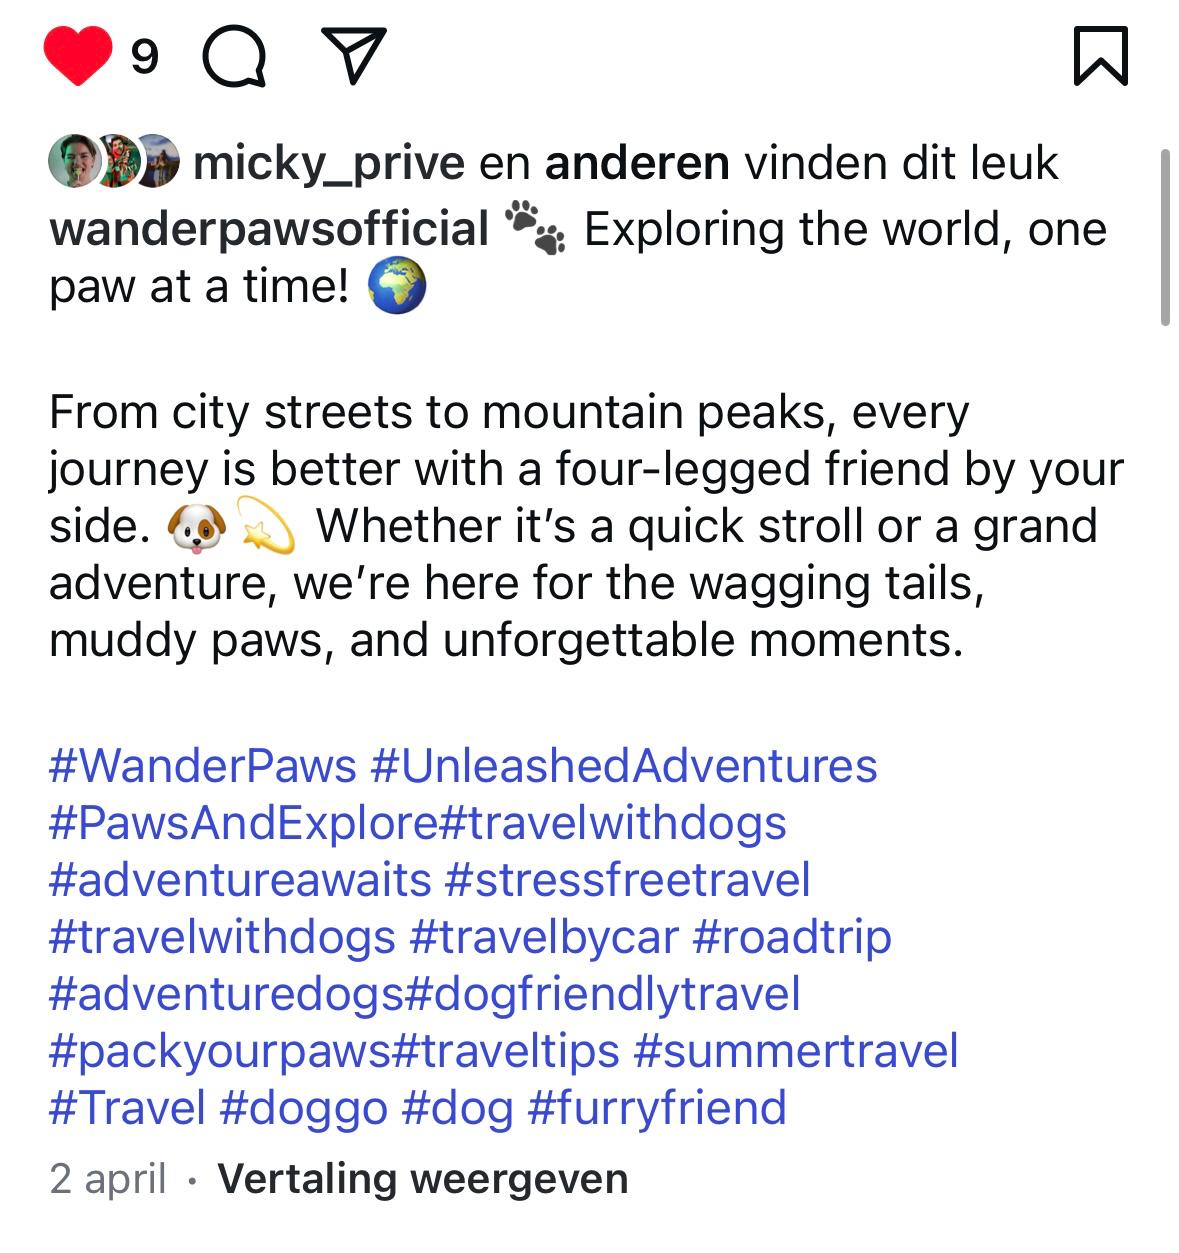 9
micky_prive en anderen vinden dit leuk
wanderpawsofficial 🐾 Exploring the world, one
paw at a time! 🌍
From city streets to mountain peaks, every
journey is better with a four-legged friend by your
side. 🐶💫 Whether it’s a quick stroll or a grand
adventure, we’re here for the wagging tails,
muddy paws, and unforgettable moments.
#WanderPaws #UnleashedAdventures
#PawsAndExplore#travelwithdogs
#adventureawaits #stressfreetravel
#travelwithdogs #travelbycar #roadtrip
#adventuredogs#dogfriendlytravel
#packyourpaws#traveltips #summertravel
#Travel #doggo #dog #furryfriend
2 april · Vertaling weergeven